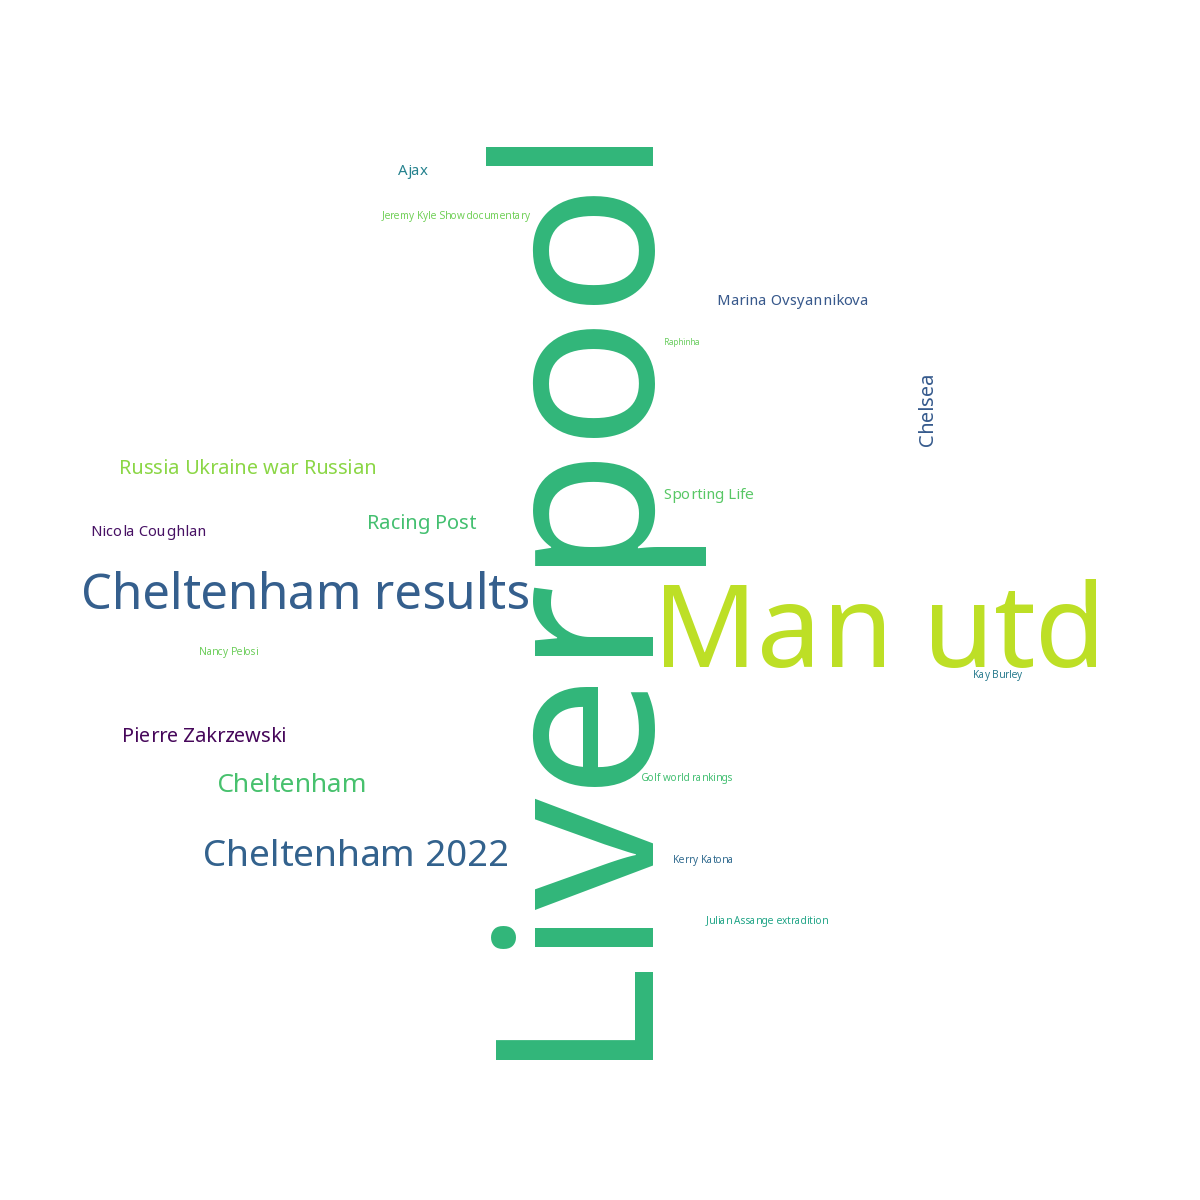 Liverpool
Ajax
Jeremy Kyle Show documentary
Marina Ovsyannikova
Raphinha
Chelsea
Russia Ukraine war Russian
Sporting Life
Racing Post
Nicola Coughlan
Cheltenham results
Man utd
Nancy Pelosi
Kay Burley
Pierre Zakrzewski
Golf world rankings
Cheltenham
Cheltenham 2022
Kerry Katona
Julian Assange extradition